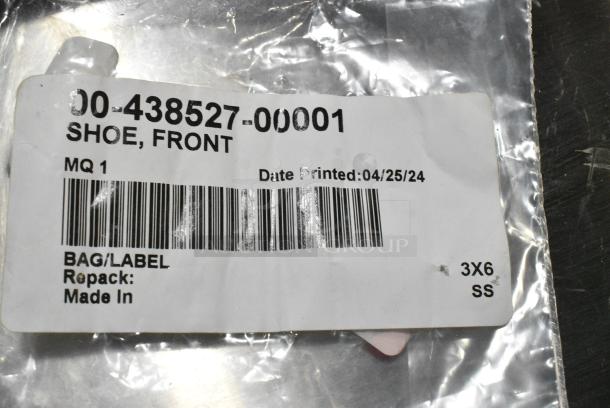 00-438527-00001
SHOE, FRONT
MQ 1 Date Printed:04/25/24
GROUP
BAG/LABEL
Repack: 3X6
Made In SS